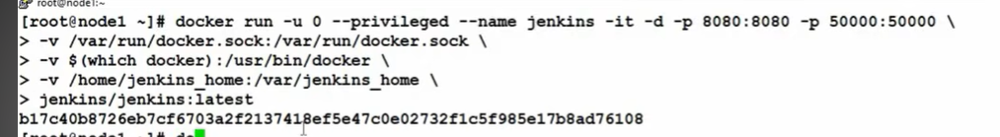 root@node1:~
[root@node1 ~]# docker run -u 0 --privileged --name jenkins -it -d -p 8080:8080 -p 50000:50000 \
> -v /var/run/docker.sock:/var/run/docker.sock \
> -v $(which docker):/usr/bin/docker \
> -v /home/jenkins_home:/var/jenkins_home \
> jenkins/jenkins:latest
b17c40b8726eb7cf6703a2f2137418ef5e47c0e02732f1c5f985e17b8ad76108
[root@node1 ~]# do